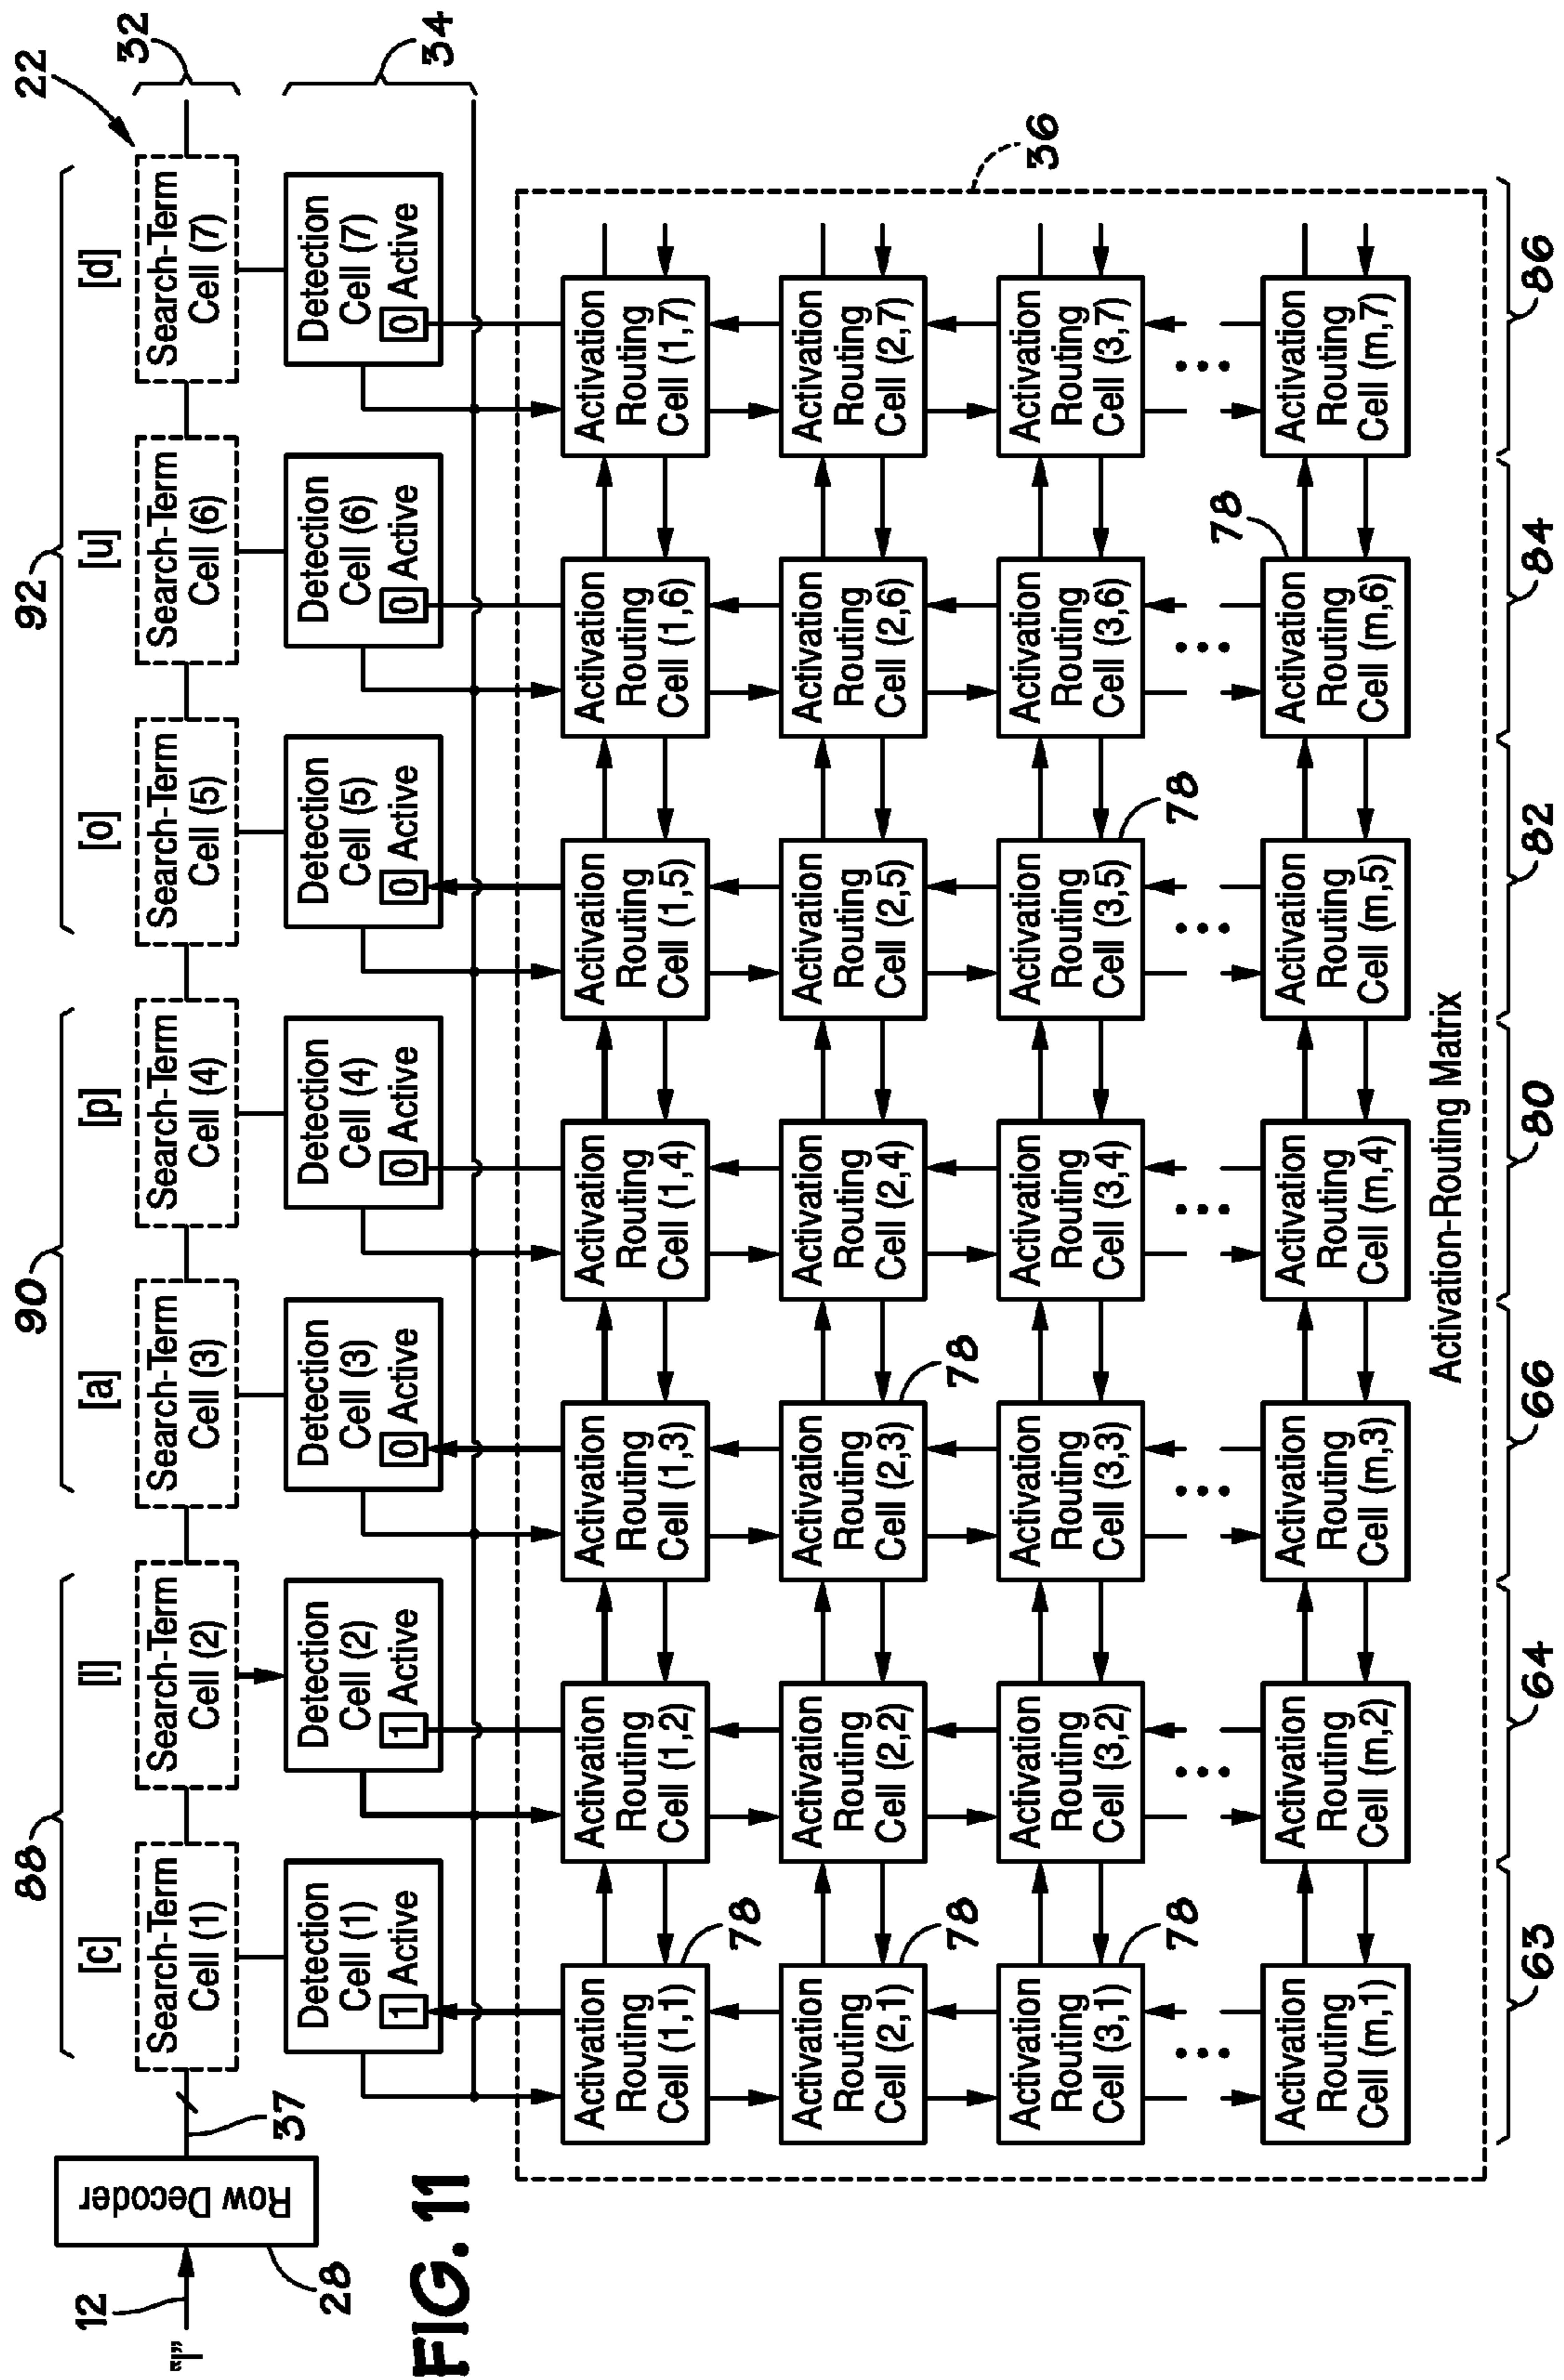 22
32
34
88
90
92
[c]
[l]
[a]
[p]
[o]
[u]
[d]
"l"
12
Row Decoder
28
37
Search-Term
Cell (1)
Search-Term
Cell (2)
Search-Term
Cell (3)
Search-Term
Cell (4)
Search-Term
Cell (5)
Search-Term
Cell (6)
Search-Term
Cell (7)
Detection
Cell (1)
1 Active
Detection
Cell (2)
1 Active
Detection
Cell (3)
0 Active
Detection
Cell (4)
0 Active
Detection
Cell (5)
0 Active
Detection
Cell (6)
0 Active
Detection
Cell (7)
0 Active
FIG. 11
36
Activation
Routing
Cell (1,1)
78
Activation
Routing
Cell (1,2)
Activation
Routing
Cell (1,3)
Activation
Routing
Cell (1,4)
Activation
Routing
Cell (1,5)
Activation
Routing
Cell (1,6)
Activation
Routing
Cell (1,7)
Activation
Routing
Cell (2,1)
78
Activation
Routing
Cell (2,2)
Activation
Routing
Cell (2,3)
78
Activation
Routing
Cell (2,4)
Activation
Routing
Cell (2,5)
Activation
Routing
Cell (2,6)
Activation
Routing
Cell (2,7)
Activation
Routing
Cell (3,1)
78
Activation
Routing
Cell (3,2)
Activation
Routing
Cell (3,3)
Activation
Routing
Cell (3,4)
Activation
Routing
Cell (3,5)
78
Activation
Routing
Cell (3,6)
Activation
Routing
Cell (3,7)
Activation
Routing
Cell (m,1)
Activation
Routing
Cell (m,2)
Activation
Routing
Cell (m,3)
Activation
Routing
Cell (m,4)
Activation
Routing
Cell (m,5)
Activation
Routing
Cell (m,6)
78
Activation
Routing
Cell (m,7)
Activation-Routing Matrix
63
64
66
80
82
84
86